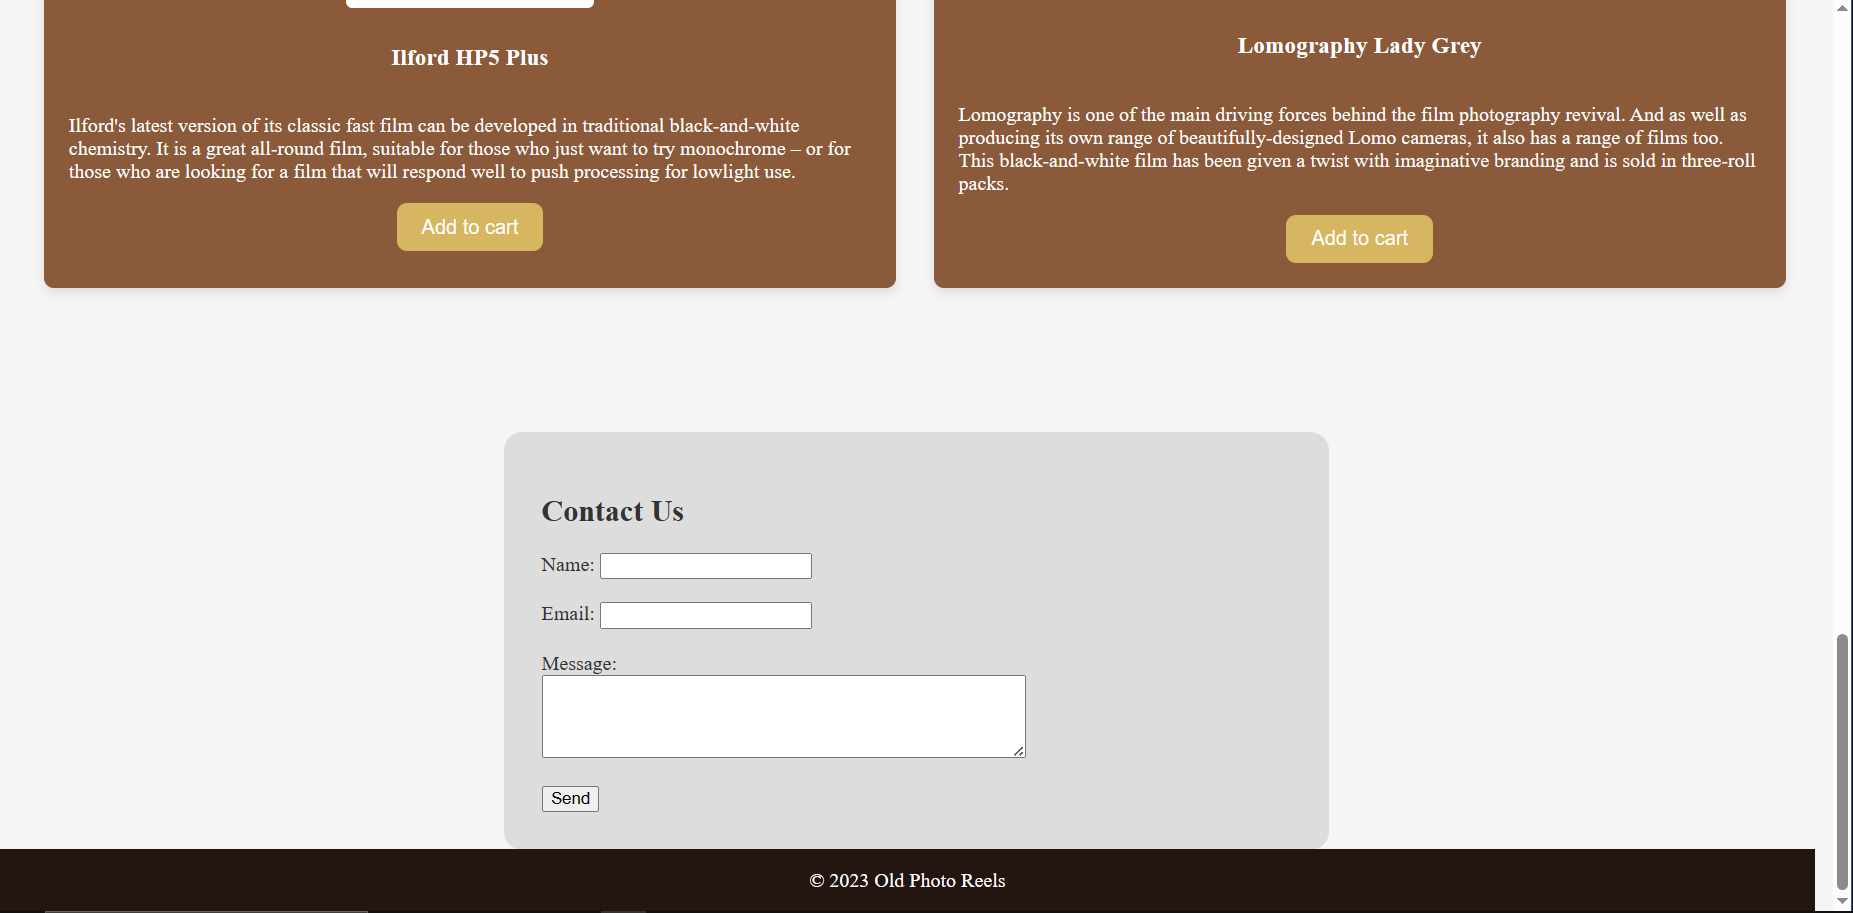 Ilford HP5 Plus
Ilford's latest version of its classic fast film can be developed in traditional black-and-white
chemistry. It is a great all-round film, suitable for those who just want to try monochrome – or for
those who are looking for a film that will respond well to push processing for lowlight use.
Add to cart
Lomography Lady Grey
Lomography is one of the main driving forces behind the film photography revival. And as well as
producing its own range of beautifully-designed Lomo cameras, it also has a range of films too.
This black-and-white film has been given a twist with imaginative branding and is sold in three-roll
packs.
Add to cart
Contact Us
Name:
Email:
Message:
Send
© 2023 Old Photo Reels